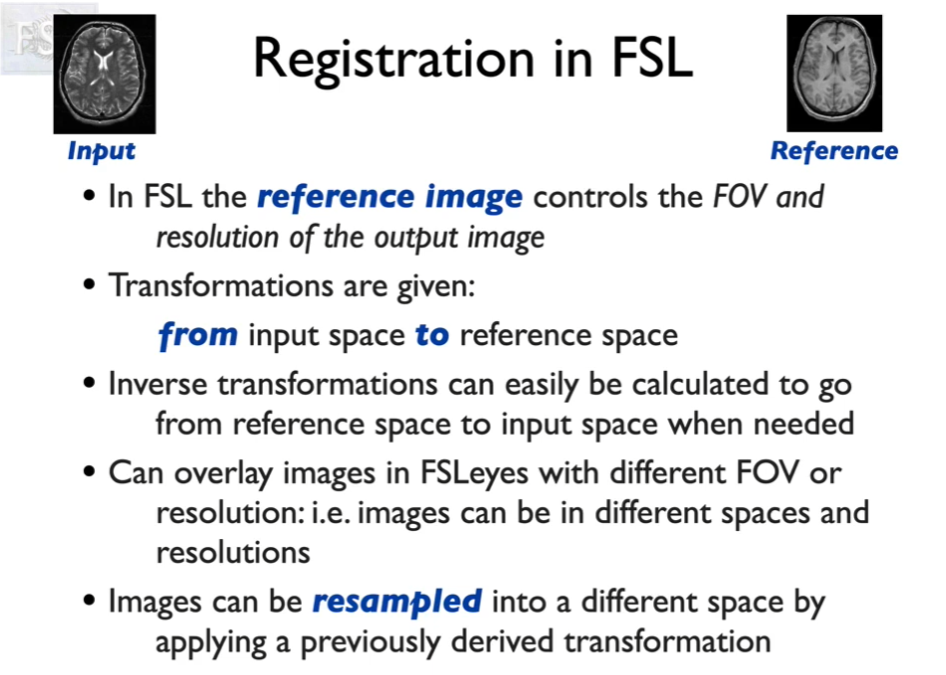 Registration in FSL
Input
Reference
• In FSL the reference image controls the FOV and
resolution of the output image
• Transformations are given:
from input space to reference space
• Inverse transformations can easily be calculated to go
from reference space to input space when needed
• Can overlay images in FSLeyes with different FOV or
resolution: i.e. images can be in different spaces and
resolutions
• Images can be resampled into a different space by
applying a previously derived transformation